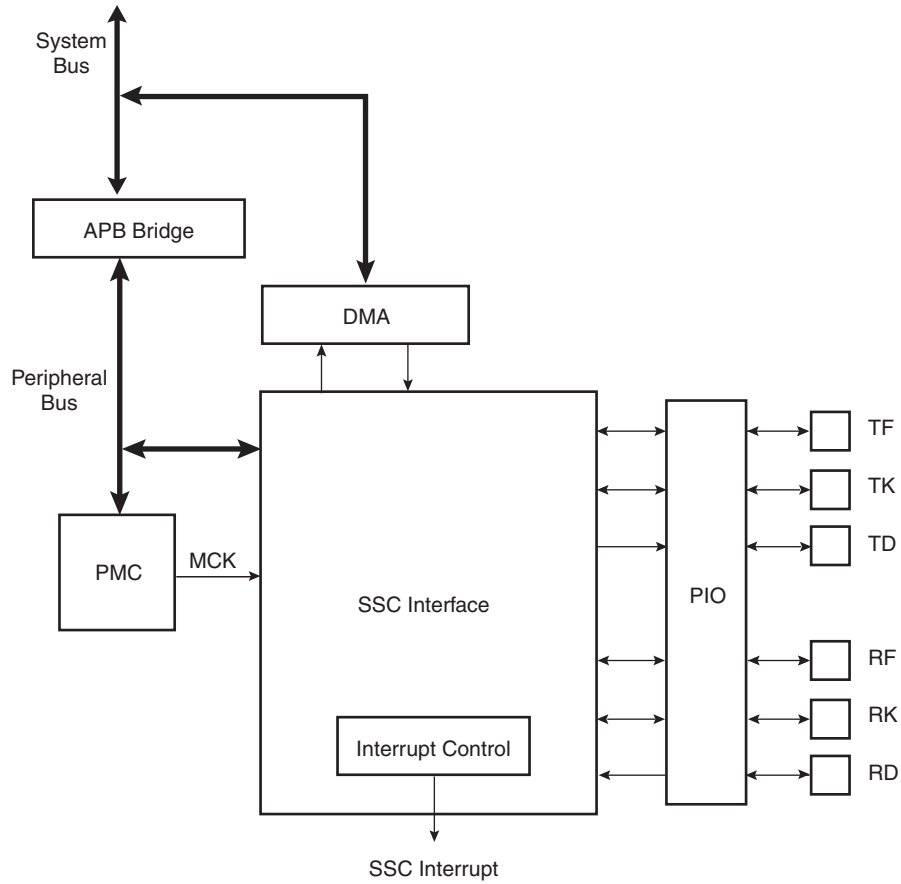 System
Bus
APB Bridge
DMA
Peripheral
Bus
PMC
MCK
SSC Interface
PIO
TF
TK
TD
RF
RK
RD
Interrupt Control
SSC Interrupt